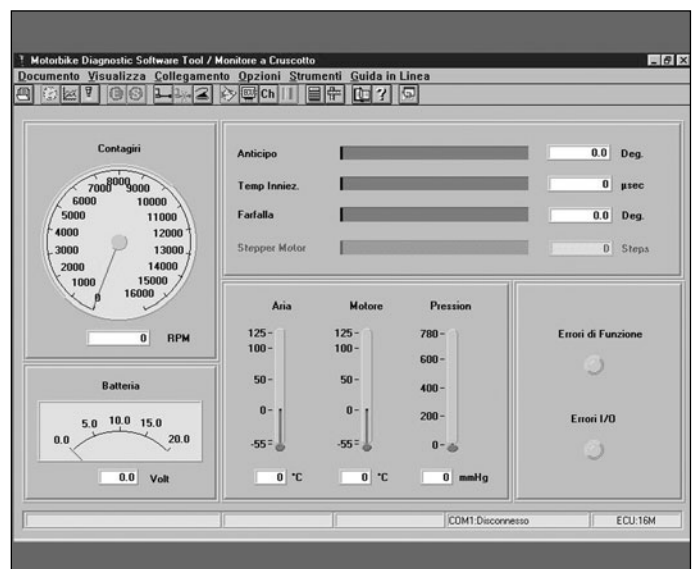 Motorbike Diagnostic Software Tool / Monitore a Cruscotto
Documento Visualizza Collegamento Opzioni Strumenti Guida in Linea
Ch
Contagiri
0
1000
2000
3000
4000
5000
6000
7000
8000
9000
10000
11000
12000
13000
14000
15000
16000
0 RPM
Anticipo 0.0 Deg.
Temp Iniez. 0 µsec
Farfalla 0.0 Deg.
Stepper Motor 0 Steps
Batteria
0.0 5.0 10.0 15.0 20.0
0.0 Volt
Aria Motore Pression
125 125 780
100 100 600
50 50 400
0 0 200
-55 -55 0
0 °C 0 °C 0 mmHg
Errori di Funzione
Errori I/O
COM1:Disconnesso ECU:16M